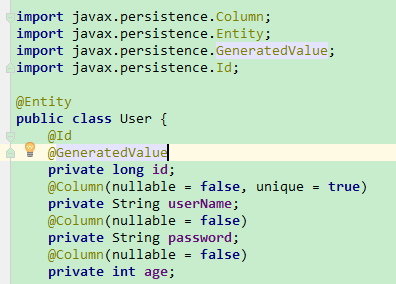 import javax.persistence.Column;
import javax.persistence.Entity;
import javax.persistence.GeneratedValue;
import javax.persistence.Id;

@Entity
public class User {
    @Id
    @GeneratedValue
    private long id;
    @Column(nullable = false, unique = true)
    private String userName;
    @Column(nullable = false)
    private String password;
    @Column(nullable = false)
    private int age;